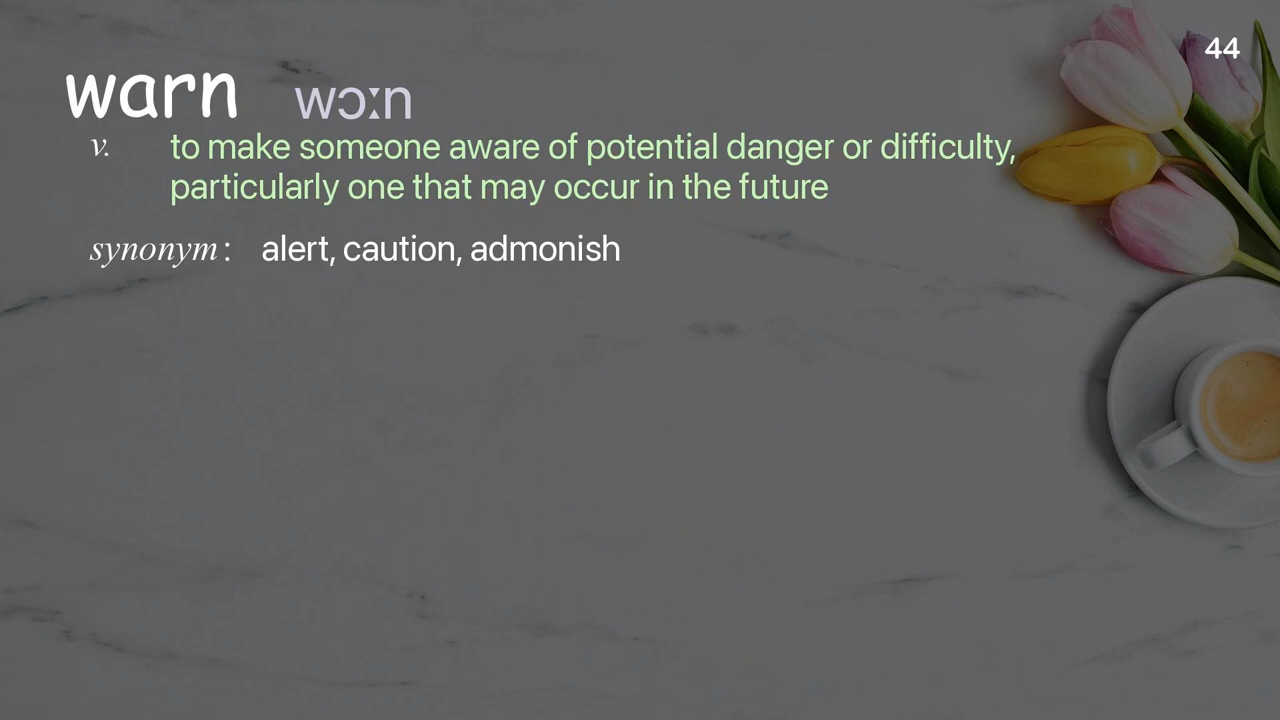 44
warn wɔːn
v. to make someone aware of potential danger or difficulty,
particularly one that may occur in the future
synonym: alert, caution, admonish